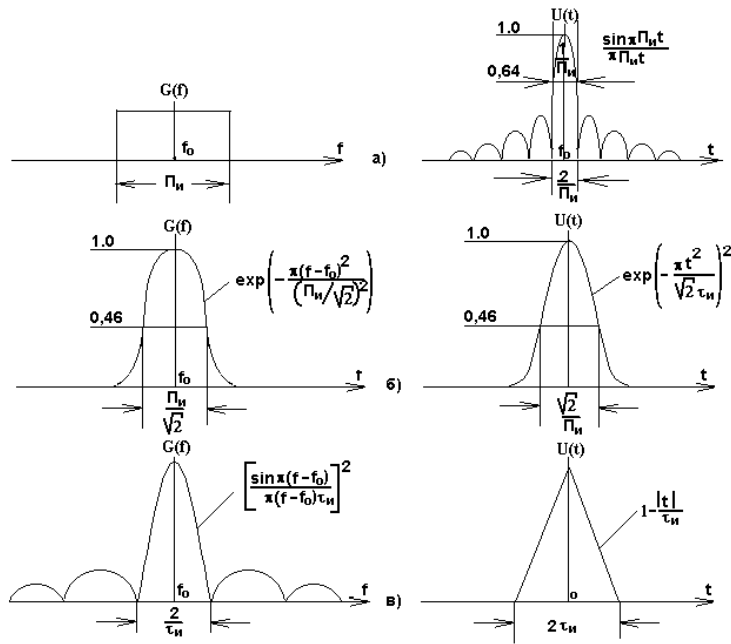 G(f)
f₀
f
Пи
а)
U(t)
1.0
0,64
1/Пи
sinπПиt/πПиt
f₀
t
2/Пи
G(f)
1.0
0,46
exp(-π(f-f₀)²/(Пи/√2)²)
f₀
f
Пи/√2
б)
U(t)
1.0
0,46
exp(-πt²/√2τи)²
t
√2/Пи
G(f)
[sinπ(f-f₀)/π(f-f₀)τи]²
f₀
f
2/τи
в)
U(t)
1-|t|/τи
o
t
2τи